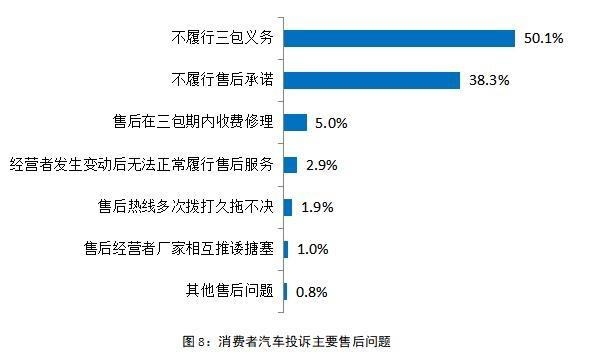 不履行三包义务 50.1%
不履行售后承诺 38.3%
售后在三包期内收费修理 5.0%
经营者发生变动后无法正常履行售后服务 2.9%
售后热线多次拨打久拖不决 1.9%
售后经营者厂家相互推诿搪塞 1.0%
其他售后问题 0.8%
图 8：消费者汽车投诉主要售后问题